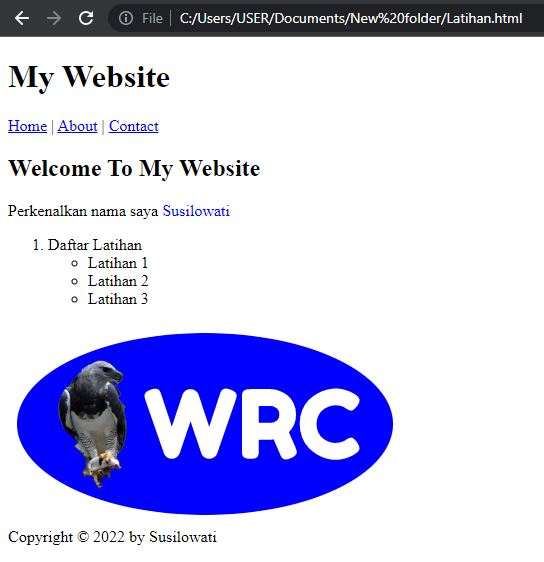 File | C:/Users/USER/Documents/New%20folder/Latihan.html
My Website
Home | About | Contact
Welcome To My Website
Perkenalkan nama saya Susilowati
1. Daftar Latihan
Latihan 1
Latihan 2
Latihan 3
WRC
Copyright © 2022 by Susilowati